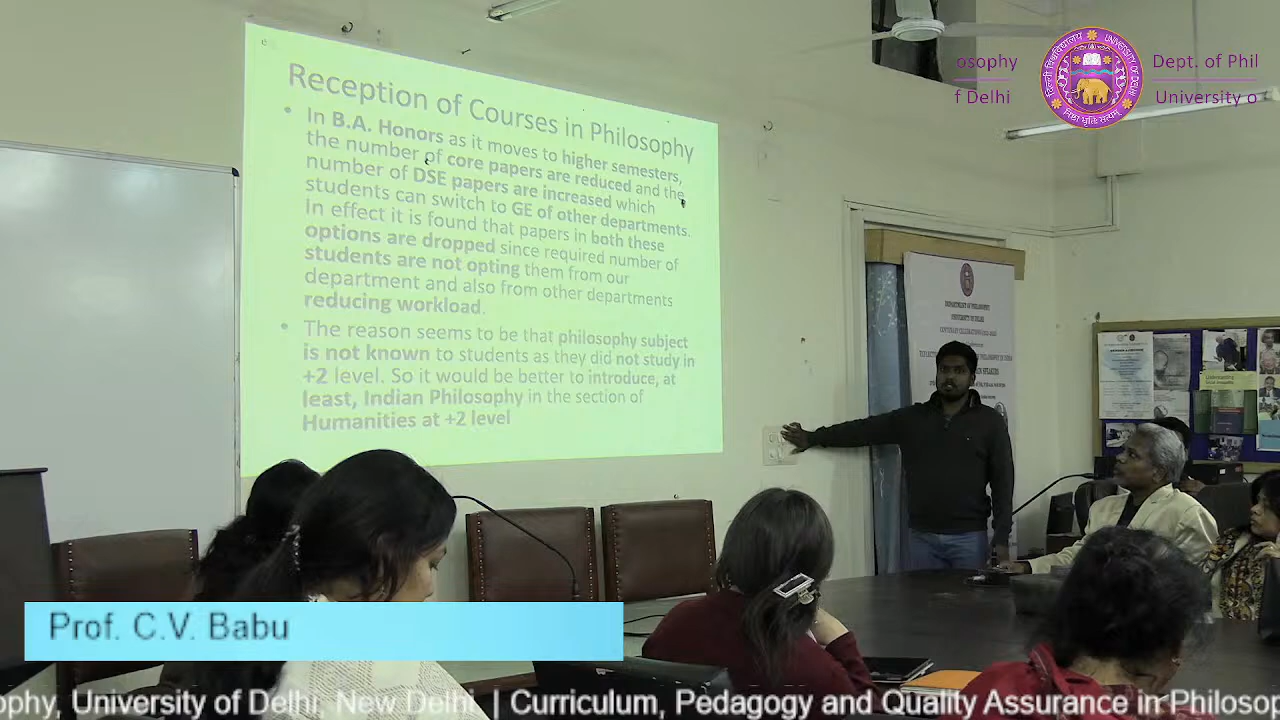 Reception of Courses in Philosophy
• In B.A. Honors as it moves to higher semesters,
the number of core papers are reduced and the
number of DSE papers are increased which
students can switch to GE of other departments.
In effect it is found that papers in both these
options are dropped since required number of
students are not opting them from our
department and also from other departments
reducing workload.
• The reason seems to be that philosophy subject
is not known to students as they did not study in
+2 level. So it would be better to introduce, at
least, Indian Philosophy in the section of
Humanities at +2 level
osophy
f Delhi
Dept. of Phil
University o
DEPARTMENT OF PHILOSOPHY
UNIVERSITY OF DELHI
Prof. C.V. Babu
ophy, University of Delhi, New Delhi | Curriculum, Pedagogy and Quality Assurance in Philosop